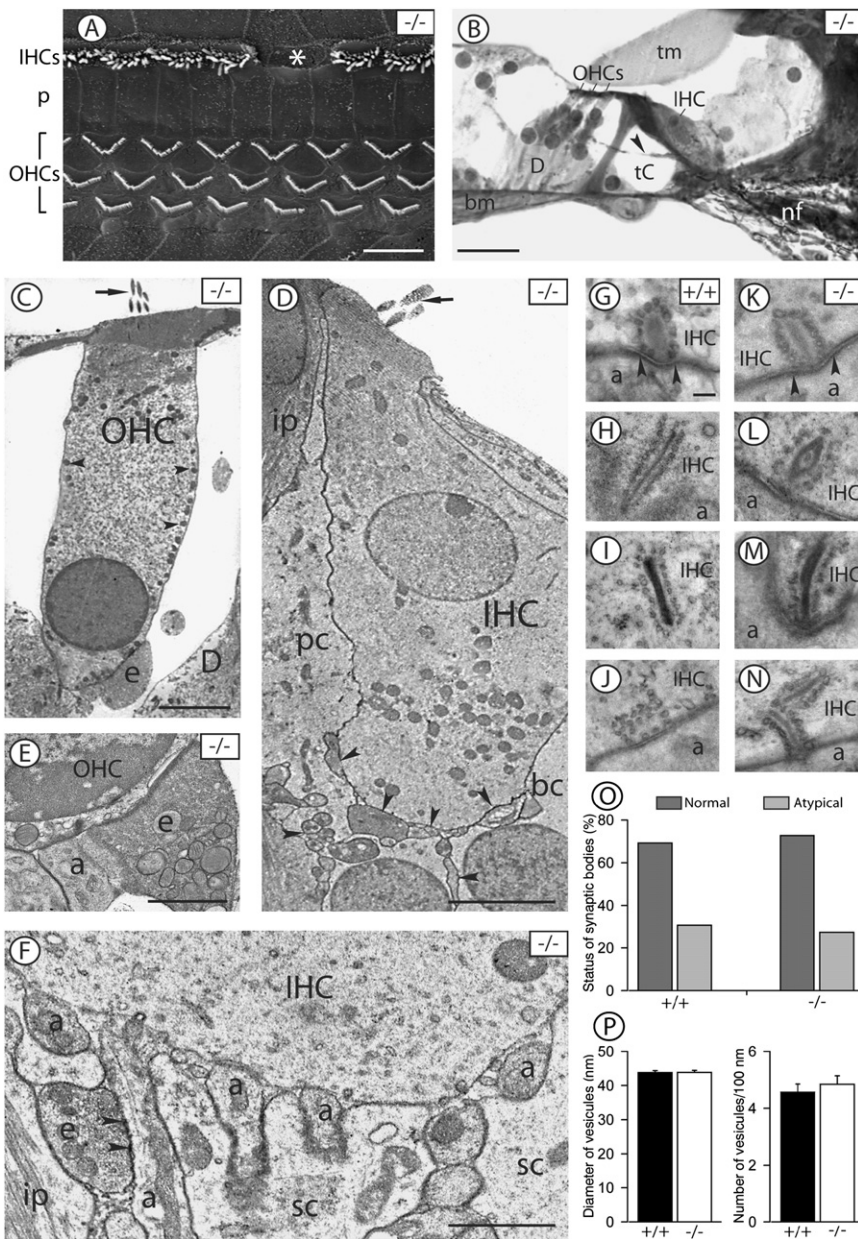 A
-/-
IHCs
*
p
OHCs
B
-/-
tm
OHCs
IHC
D
tC
bm
nf
C
-/-
OHC
e
D
D
-/-
ip
IHC
pc
bc
E
-/-
OHC
e
a
F
-/-
IHC
a
a
a
a
e
ip
a
sc
sc
G
+/+
IHC
a
K
-/-
IHC
a
H
IHC
a
L
a
IHC
I
IHC
M
IHC
a
J
IHC
a
N
IHC
a
O
Normal
Atypical
Status of synaptic bodies (%)
80
60
40
20
0
+/+
-/-
P
Diameter of vesicules (nm)
50
40
30
20
10
0
+/+
-/-
Number of vesicules/100 nm
6
4
2
0
+/+
-/-